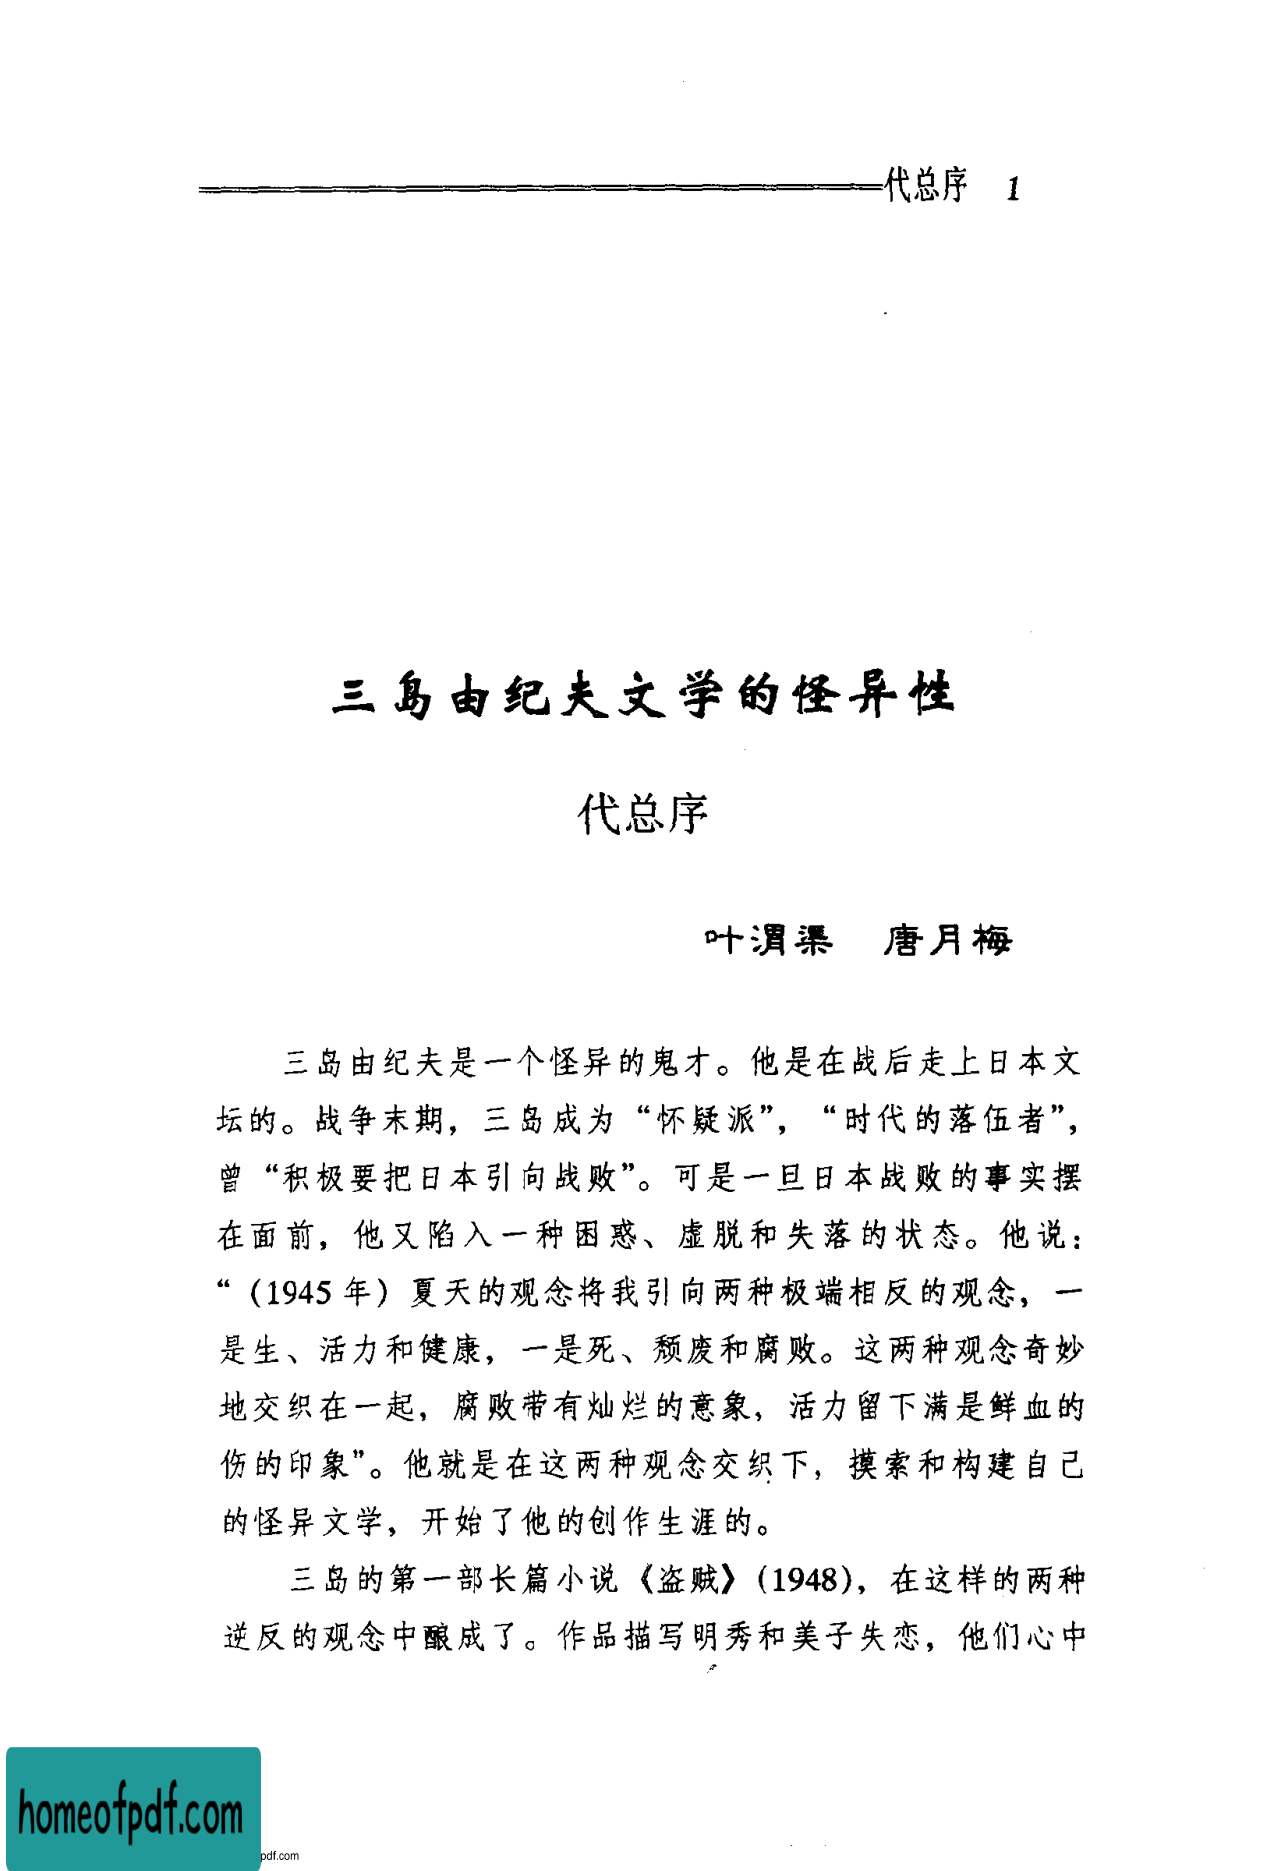 代总序 1
三岛由纪夫文学的怪异性
代总序
叶渭渠 唐月梅
三岛由纪夫是一个怪异的鬼才。他是在战后走上日本文
坛的。战争末期，三岛成为“怀疑派”，“时代的落伍者”，
曾“积极要把日本引向战败”。可是一旦日本战败的事实摆
在面前，他又陷入一种困惑、虚脱和失落的状态。他说：
“（1945 年）夏天的观念将我引向两种极端相反的观念，一
是生、活力和健康，一是死、颓废和腐败。这两种观念奇妙
地交织在一起，腐败带有灿烂的意象，活力留下满是鲜血的
伤的印象”。他就是在这两种观念交织下，摸索和构建自己
的怪异文学，开始了他的创作生涯的。
三岛的第一部长篇小说《盗贼》(1948)，在这样的两种
逆反的观念中酿成了。作品描写明秀和美子失恋，他们心中
homeofpdf.com
pdf.com